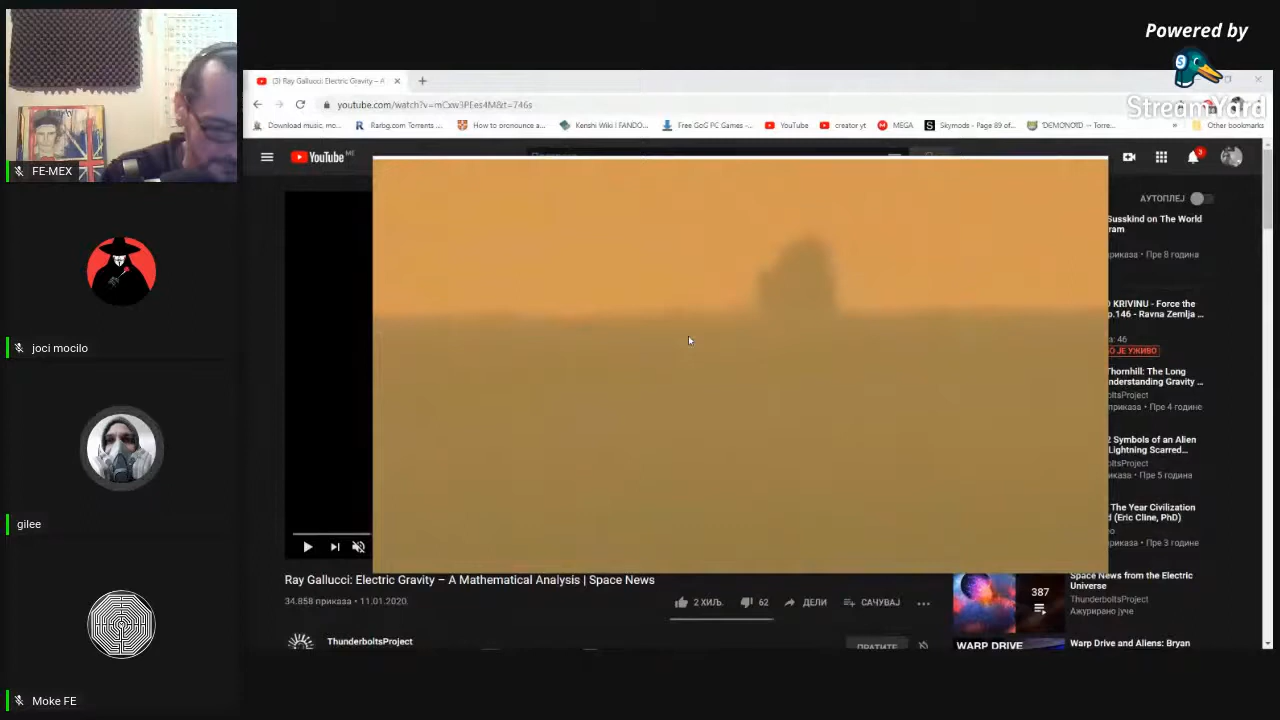 Powered by
StreamYard
FE-MEX
joci mocilo
gilee
Moke FE
(3) Ray Gallucci: Electric Gravity – A
youtube.com/watch?v=mCxw3PEes4M&t=746s
Download music, mo...
Rarbg.com Torrents ...
How to pronounce a...
Kenshi Wiki | FANDO...
Free GoG PC Games -...
YouTube
creator yt
MEGA
Skymods - Page 89 of...
'DEMONOID — Torre...
Other bookmarks
YouTube
АУТОПЛЕЈ
Susskind on The World
ram
приказа • Пре 8 година
O KRIVINU - Force the
p.146 - Ravna Zemlja ...
а: 46
О ЈЕ УЖИВО
Thornhill: The Long
nderstanding Gravity ...
boltsProject
приказа • Пре 4 године
2 Symbols of an Alien
Lightning Scarred...
boltsProject
риказа • Пре 5 година
The Year Civilization
d (Eric Cline, PhD)
приказа • Пре 3 године
Ray Gallucci: Electric Gravity – A Mathematical Analysis | Space News
34.858 приказа • 11.01.2020.
2 ХИЉ.
62
ДЕЛИ
САЧУВАЈ
ThunderboltsProject
ПРАТИТЕ
387
Space News from the Electric
Universe
ThunderboltsProject
Ажурирано јуче
WARP DRIVE
Warp Drive and Aliens: Bryan